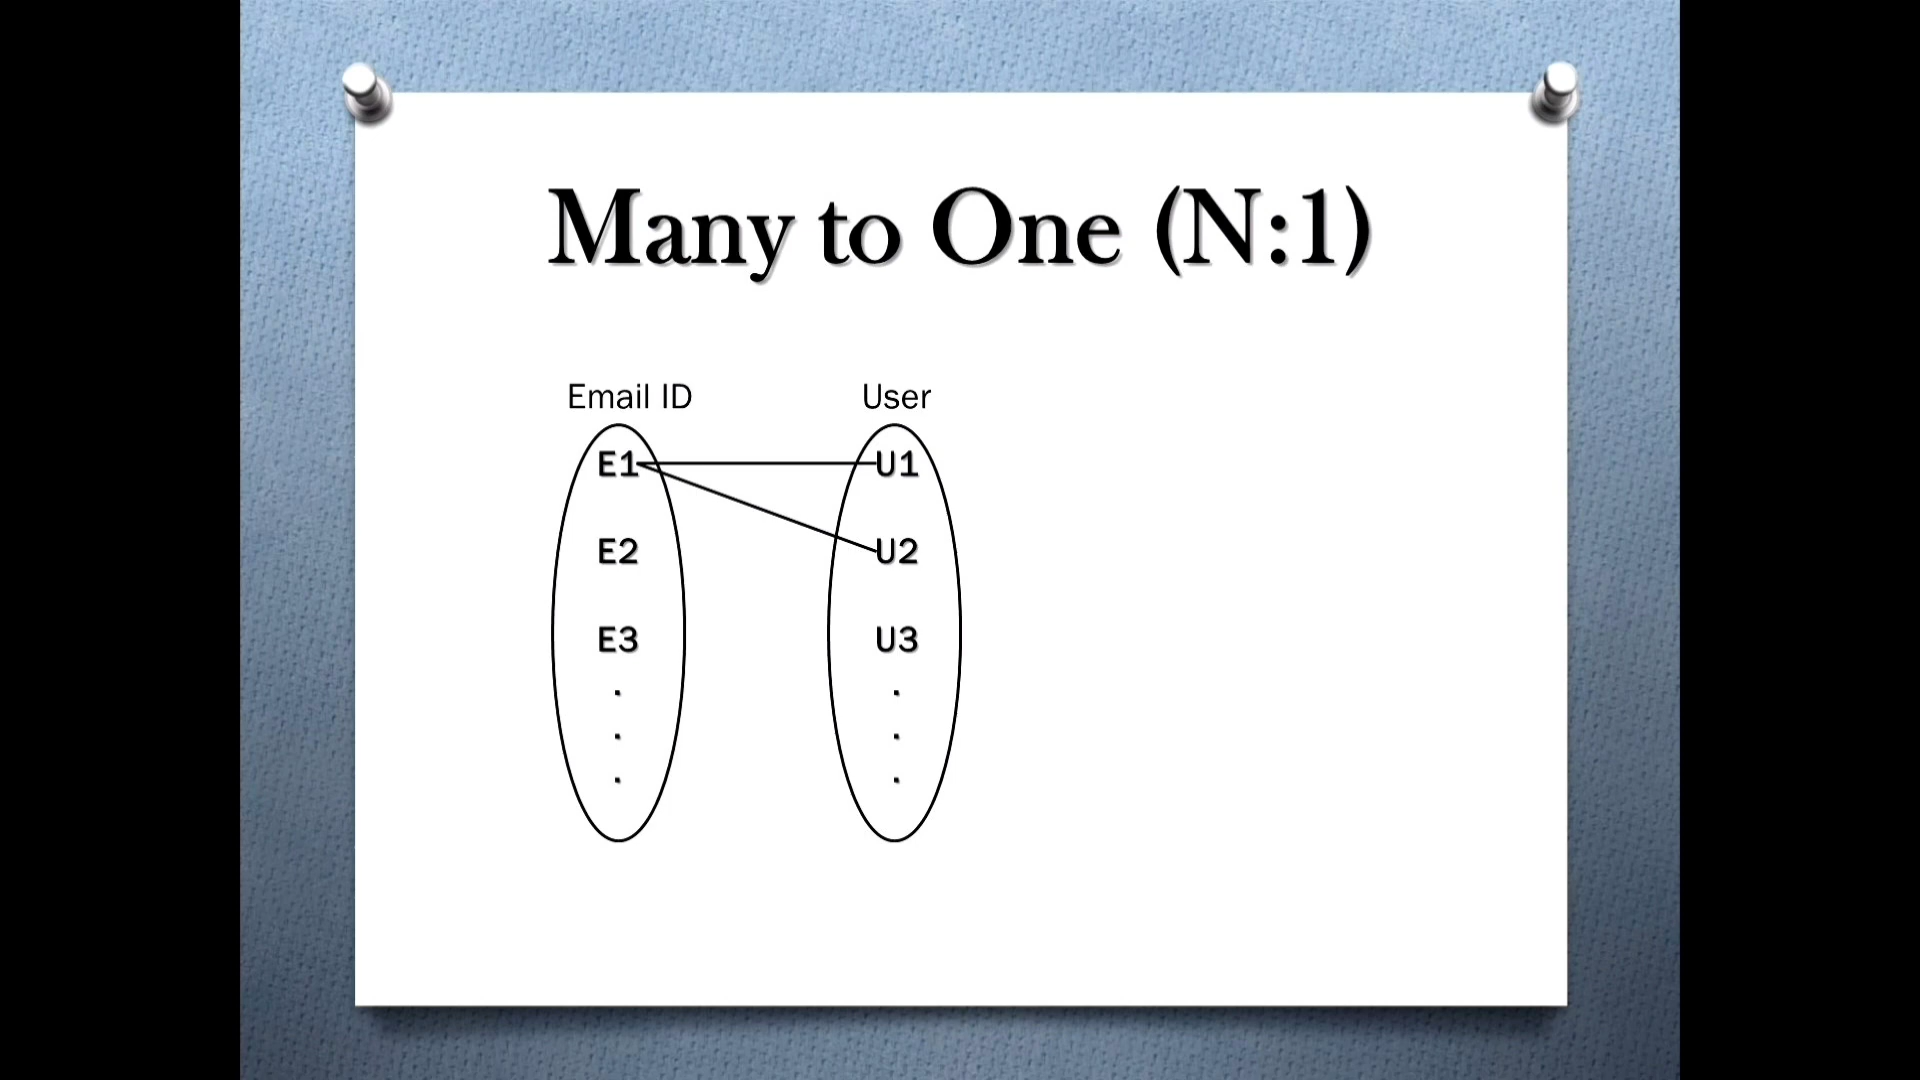 Many to One (N:1)
Email ID User
E1 U1
E2 U2
E3 U3
. .
. .
. .